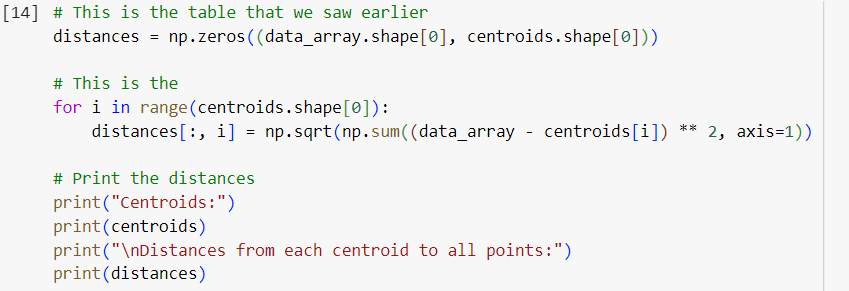 [14] # This is the table that we saw earlier
distances = np.zeros((data_array.shape[0], centroids.shape[0]))
# This is the
for i in range(centroids.shape[0]):
    distances[:, i] = np.sqrt(np.sum((data_array - centroids[i]) ** 2, axis=1))
# Print the distances
print("Centroids:")
print(centroids)
print("\nDistances from each centroid to all points:")
print(distances)